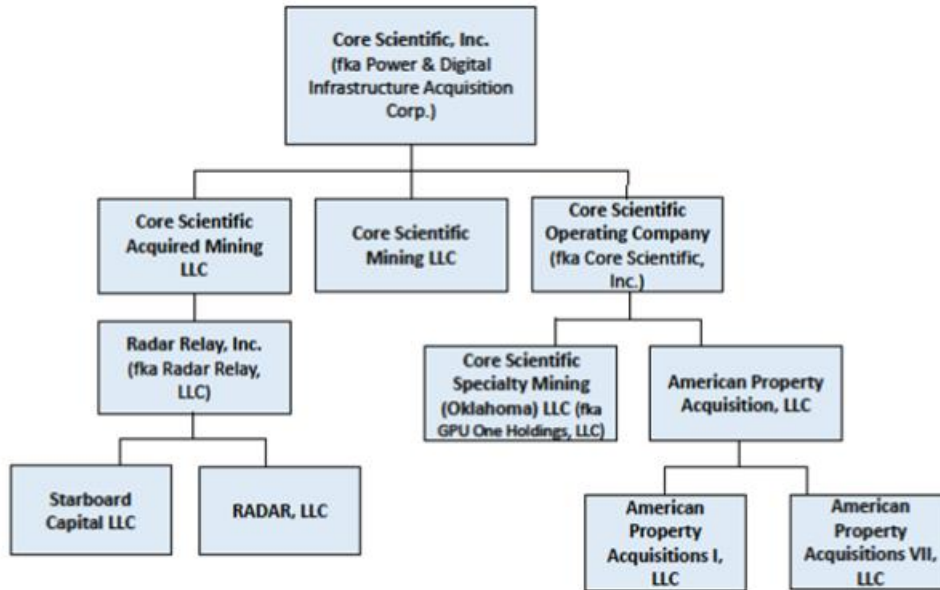 Core Scientific, Inc.
(fka Power & Digital
Infrastructure Acquisition
Corp.)
Core Scientific
Acquired Mining
LLC
Core Scientific
Mining LLC
Core Scientific
Operating Company
(fka Core Scientific,
Inc.)
Radar Relay, Inc.
(fka Radar Relay,
LLC)
Core Scientific
Specialty Mining
(Oklahoma) LLC (fka
GPU One Holdings, LLC)
American Property
Acquisition, LLC
Starboard
Capital LLC
RADAR, LLC
American
Property
Acquisitions I,
LLC
American
Property
Acquisitions VII,
LLC